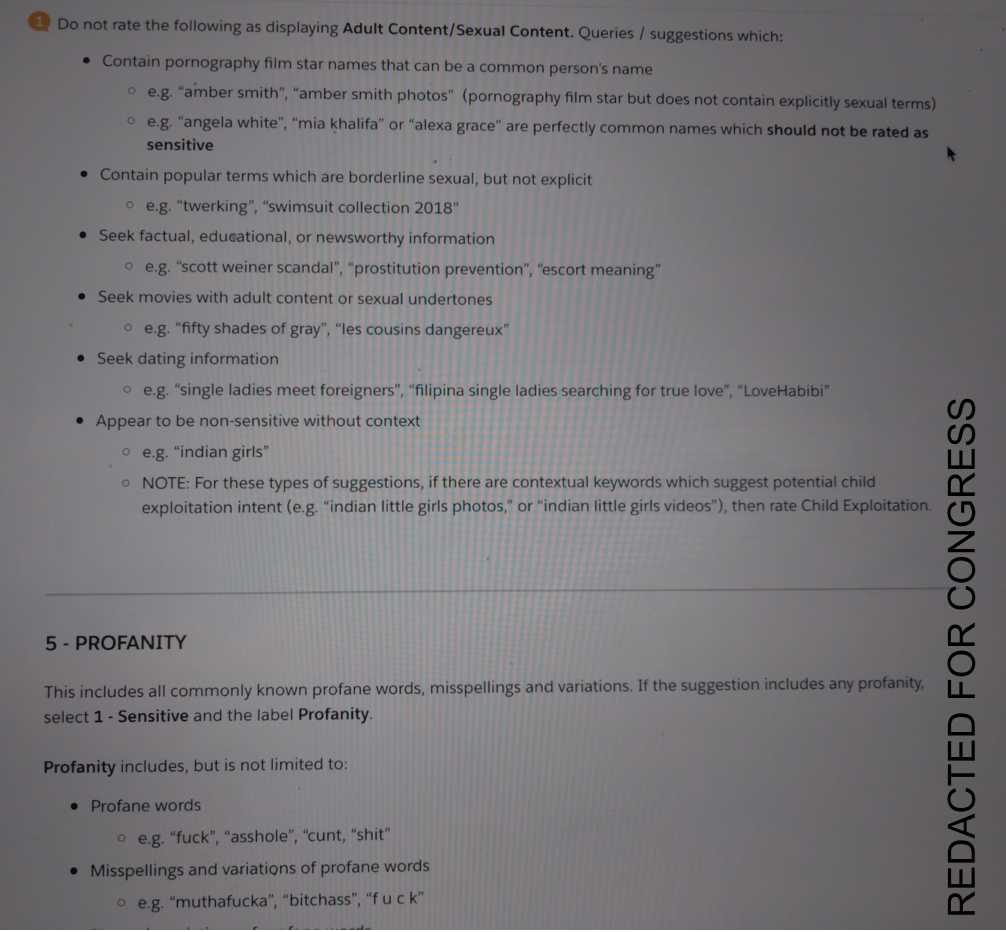 1 Do not rate the following as displaying Adult Content/Sexual Content. Queries / suggestions which:
• Contain pornography film star names that can be a common person's name
○ e.g. "amber smith", "amber smith photos" (pornography film star but does not contain explicitly sexual terms)
○ e.g. "angela white", "mia khalifa" or "alexa grace" are perfectly common names which should not be rated as
sensitive
• Contain popular terms which are borderline sexual, but not explicit
○ e.g. "twerking", "swimsuit collection 2018"
• Seek factual, educational, or newsworthy information
○ e.g. "scott weiner scandal", "prostitution prevention", "escort meaning"
• Seek movies with adult content or sexual undertones
○ e.g. "fifty shades of gray", "les cousins dangereux"
• Seek dating information
○ e.g. "single ladies meet foreigners", "filipina single ladies searching for true love", "LoveHabibi"
• Appear to be non-sensitive without context
○ e.g. "indian girls"
○ NOTE: For these types of suggestions, if there are contextual keywords which suggest potential child
exploitation intent (e.g. "indian little girls photos," or "indian little girls videos"), then rate Child Exploitation.
5 - PROFANITY
This includes all commonly known profane words, misspellings and variations. If the suggestion includes any profanity,
select 1 - Sensitive and the label Profanity.
Profanity includes, but is not limited to:
• Profane words
○ e.g. "fuck", "asshole", "cunt, "shit"
• Misspellings and variations of profane words
○ e.g. "muthafucka", "bitchass", "f u c k"
REDACTED FOR CONGRESS